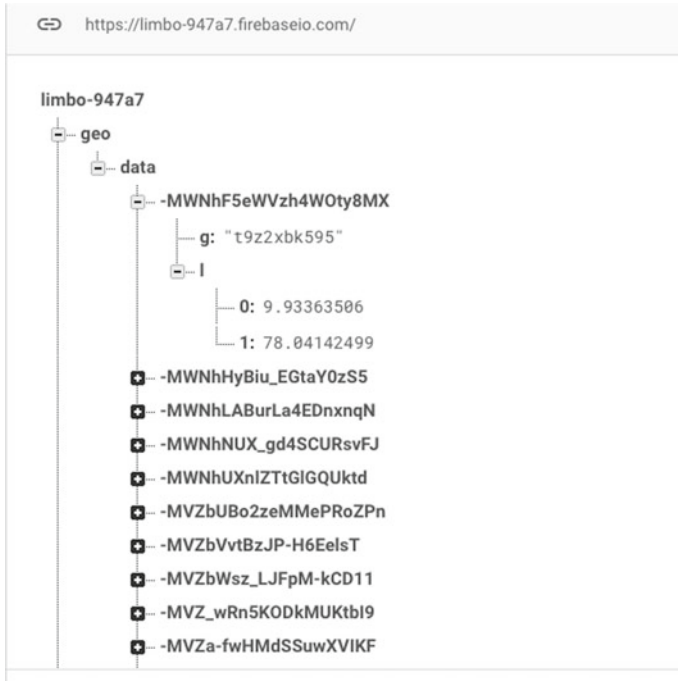 https://limbo-947a7.firebaseio.com/
limbo-947a7
geo
data
-MWNhF5eWVzh4WOty8MX
g: "t9z2xbk595"
l
0: 9.93363506
1: 78.04142499
-MWNhHyBiu_EGtaY0zS5
-MWNhLABurLa4EDnxnqN
-MWNhNUX_gd4SCURsvFJ
-MWNhUXnlZTtGlGQUktd
-MVZbUBo2zeMMePRoZPn
-MVZbVvtBzJP-H6EelsT
-MVZbWsz_LJFpM-kCD11
-MVZ_wRn5KODkMUKtbI9
-MVZa-fwHMdSSuwXVIKF